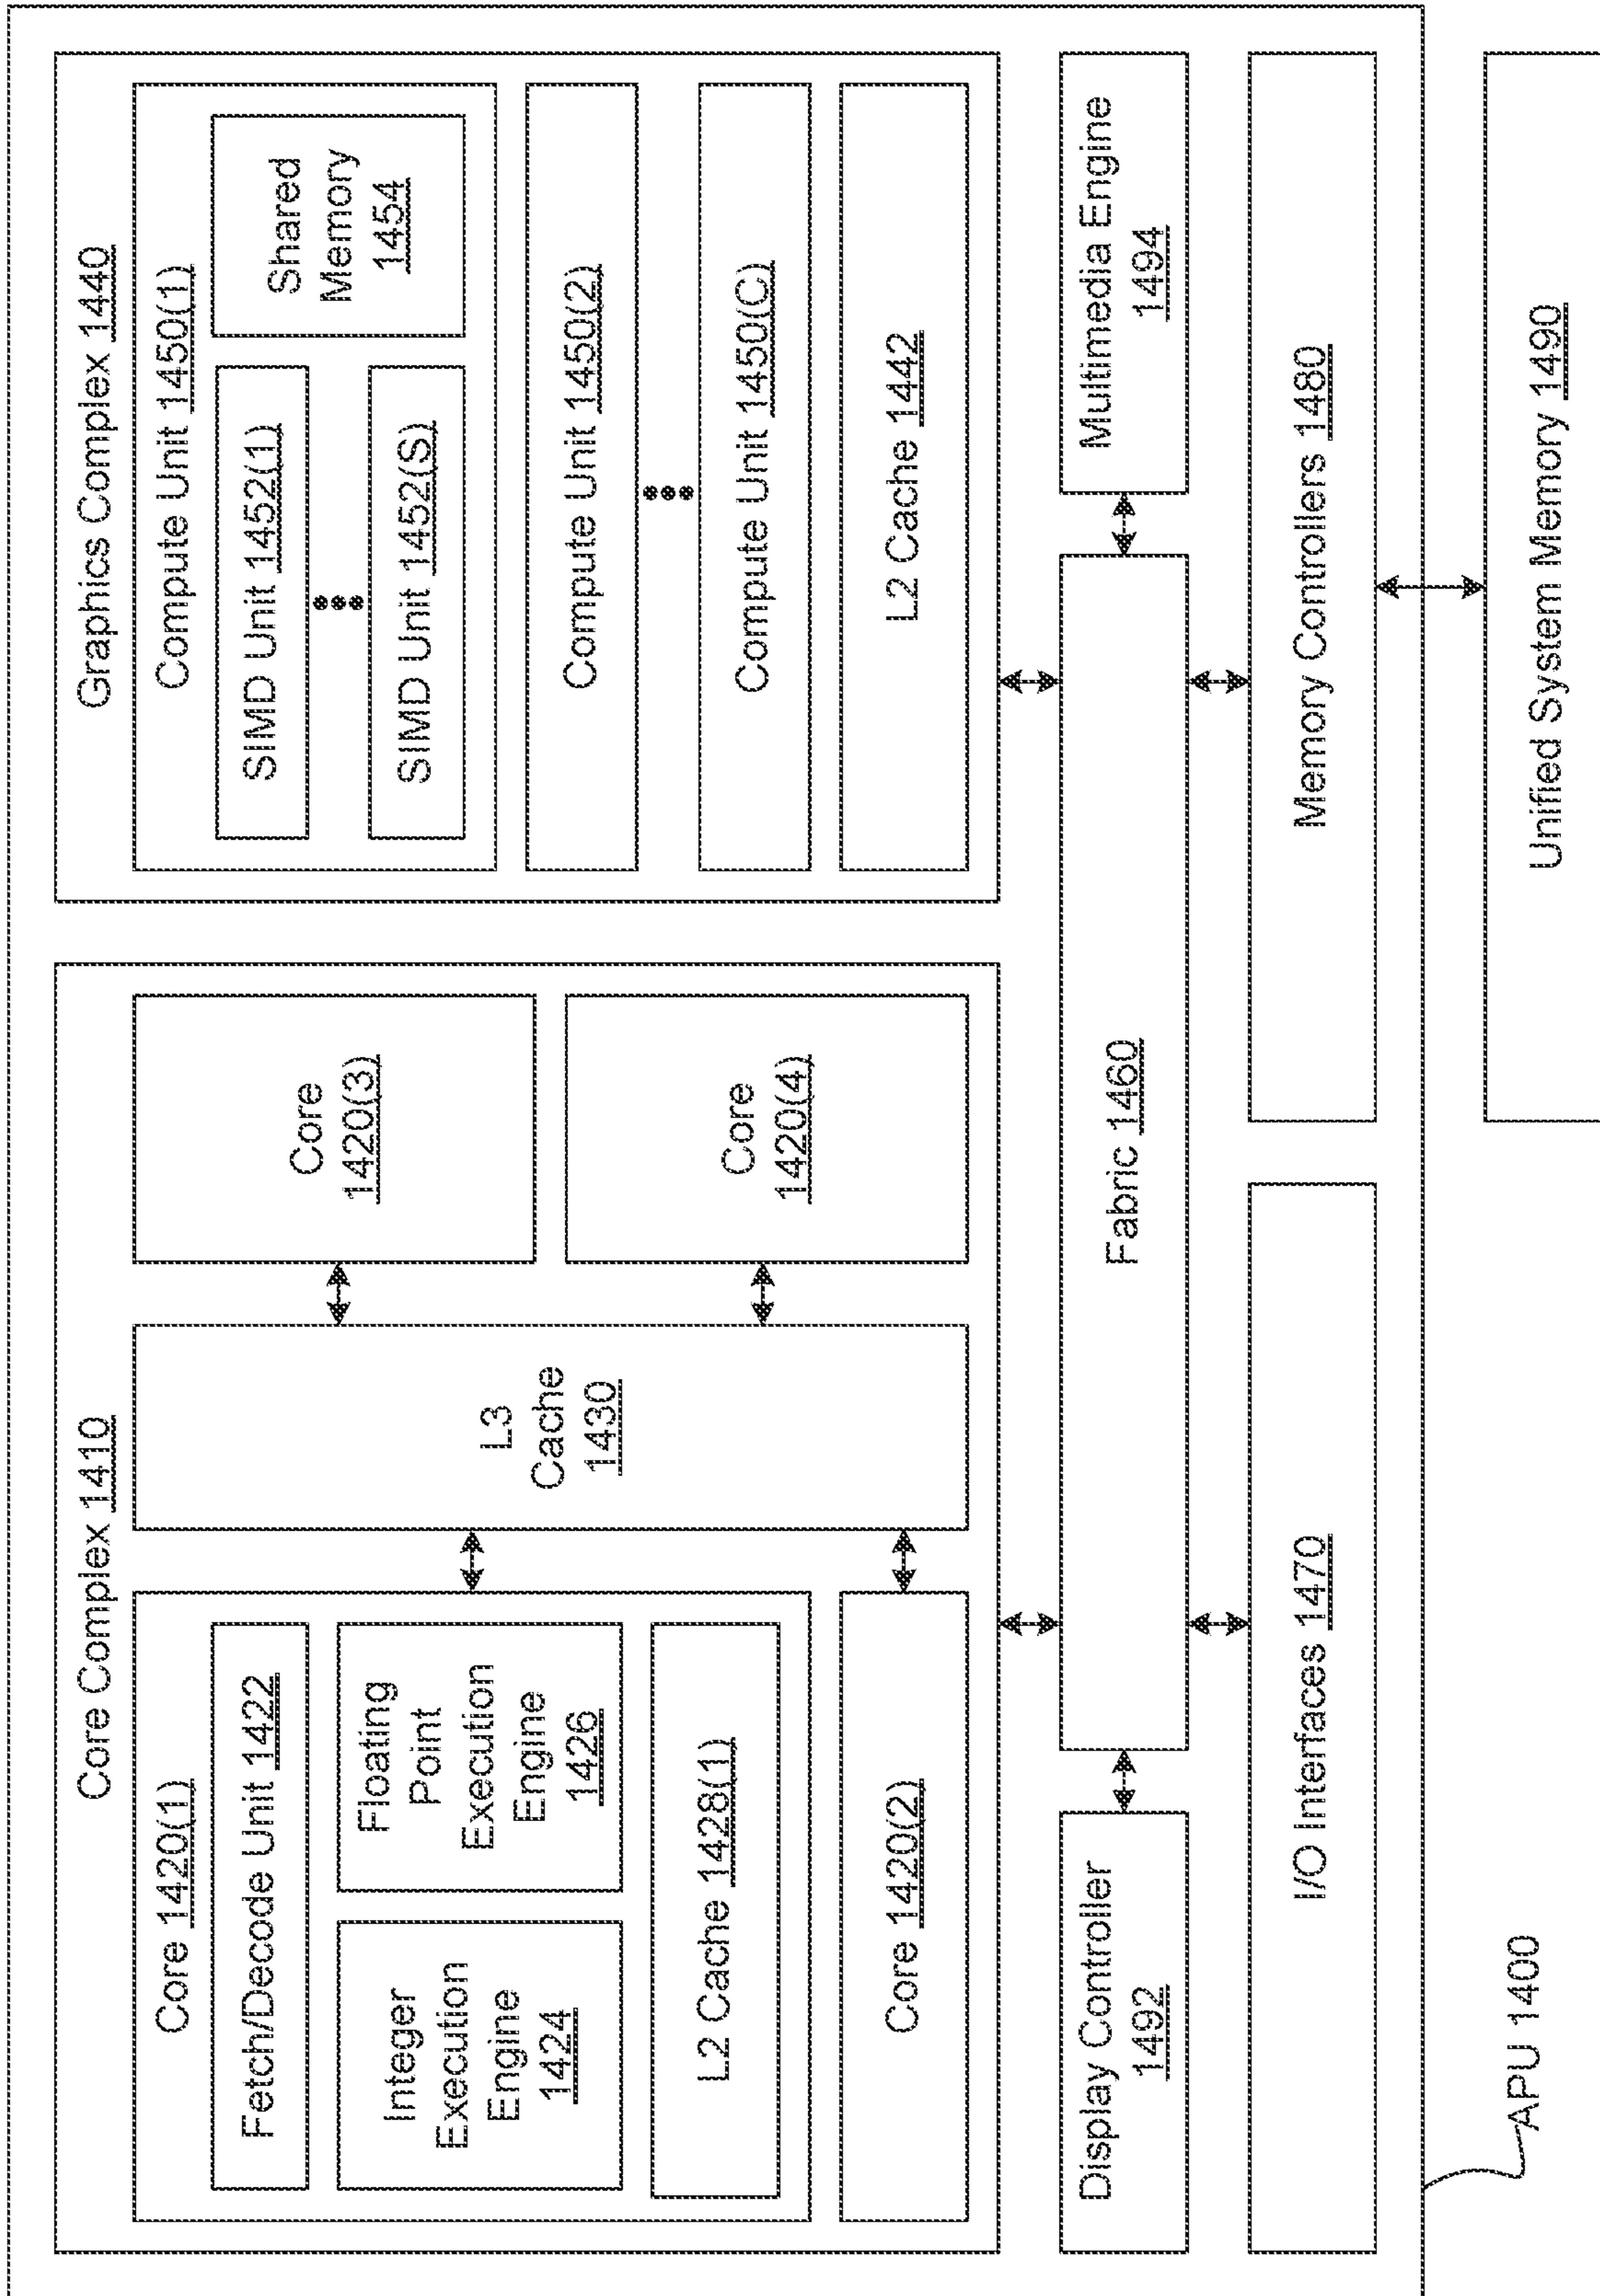 Core Complex 1410
Core 1420(1)
Fetch/Decode Unit 1422
Integer
Execution
Engine
1424
Floating
Point
Execution
Engine
1426
L2 Cache 1428(1)
Core 1420(2)
L3
Cache
1430
Core
1420(3)
Core
1420(4)
Graphics Complex 1440
Compute Unit 1450(1)
SIMD Unit 1452(1)
SIMD Unit 1452(S)
Shared
Memory
1454
Compute Unit 1450(2)
Compute Unit 1450(C)
L2 Cache 1442
Display Controller
1492
Fabric 1460
Multimedia Engine
1494
I/O Interfaces 1470
Memory Controllers 1480
APU 1400
Unified System Memory 1490